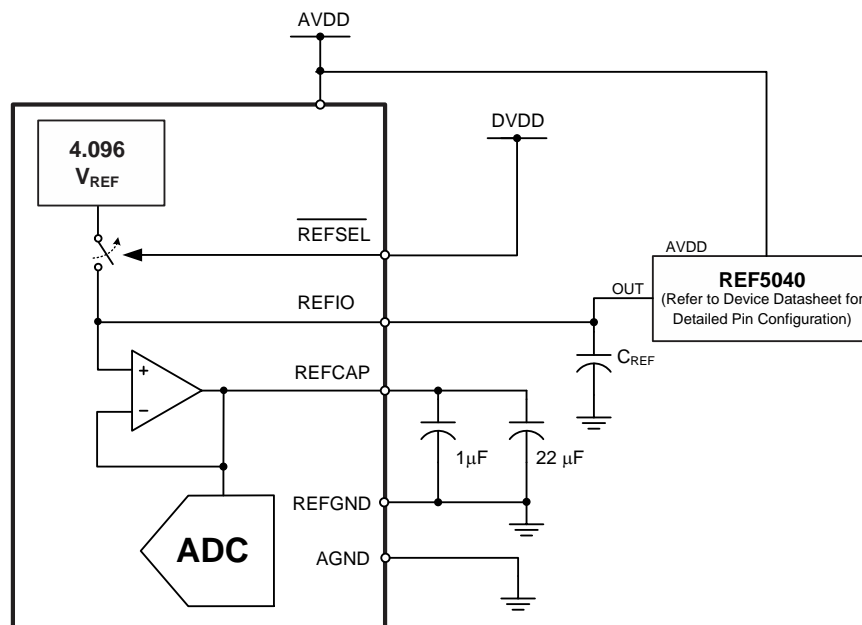 AVDD
DVDD
4.096
VREF
REFSEL
AVDD
REF5040
(Refer to Device Datasheet for
Detailed Pin Configuration)
OUT
REFIO
CREF
+
REFCAP
−
1μF
22 μF
REFGND
ADC
AGND